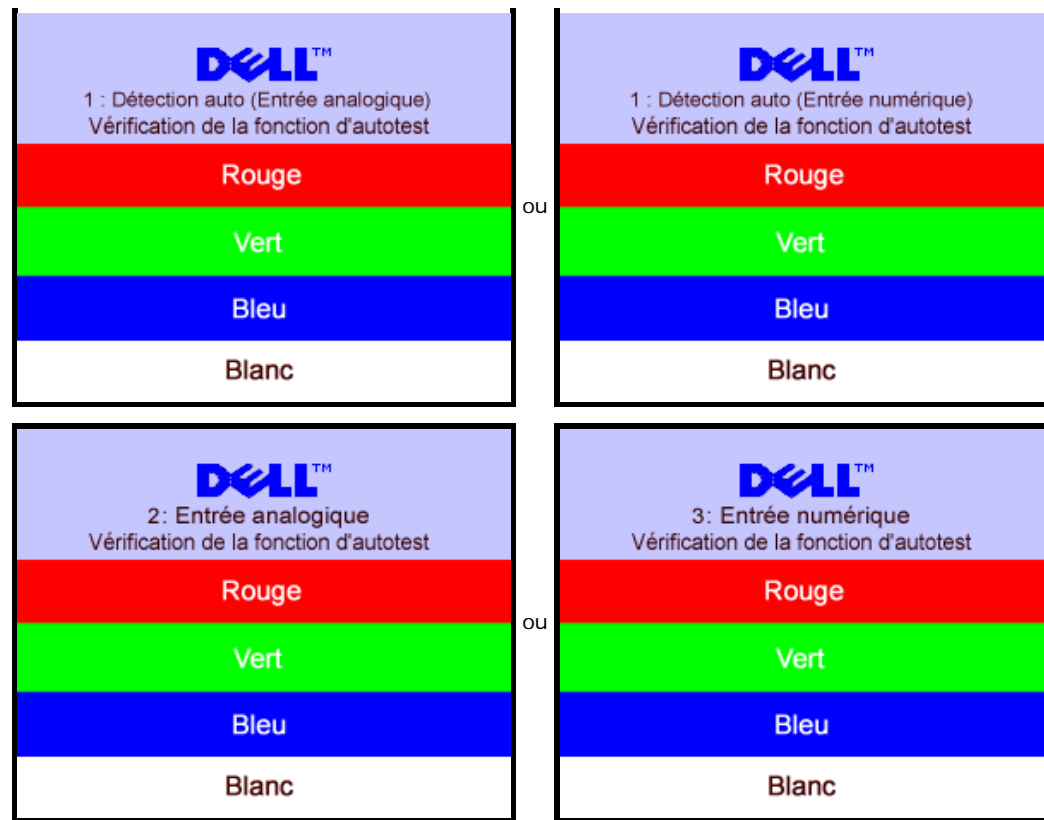 DELL™
1 : Détection auto (Entrée analogique)
Vérification de la fonction d'autotest
Rouge
Vert
Bleu
Blanc
ou
DELL™
1 : Détection auto (Entrée numérique)
Vérification de la fonction d'autotest
Rouge
Vert
Bleu
Blanc
DELL™
2: Entrée analogique
Vérification de la fonction d'autotest
Rouge
Vert
Bleu
Blanc
ou
DELL™
3: Entrée numérique
Vérification de la fonction d'autotest
Rouge
Vert
Bleu
Blanc